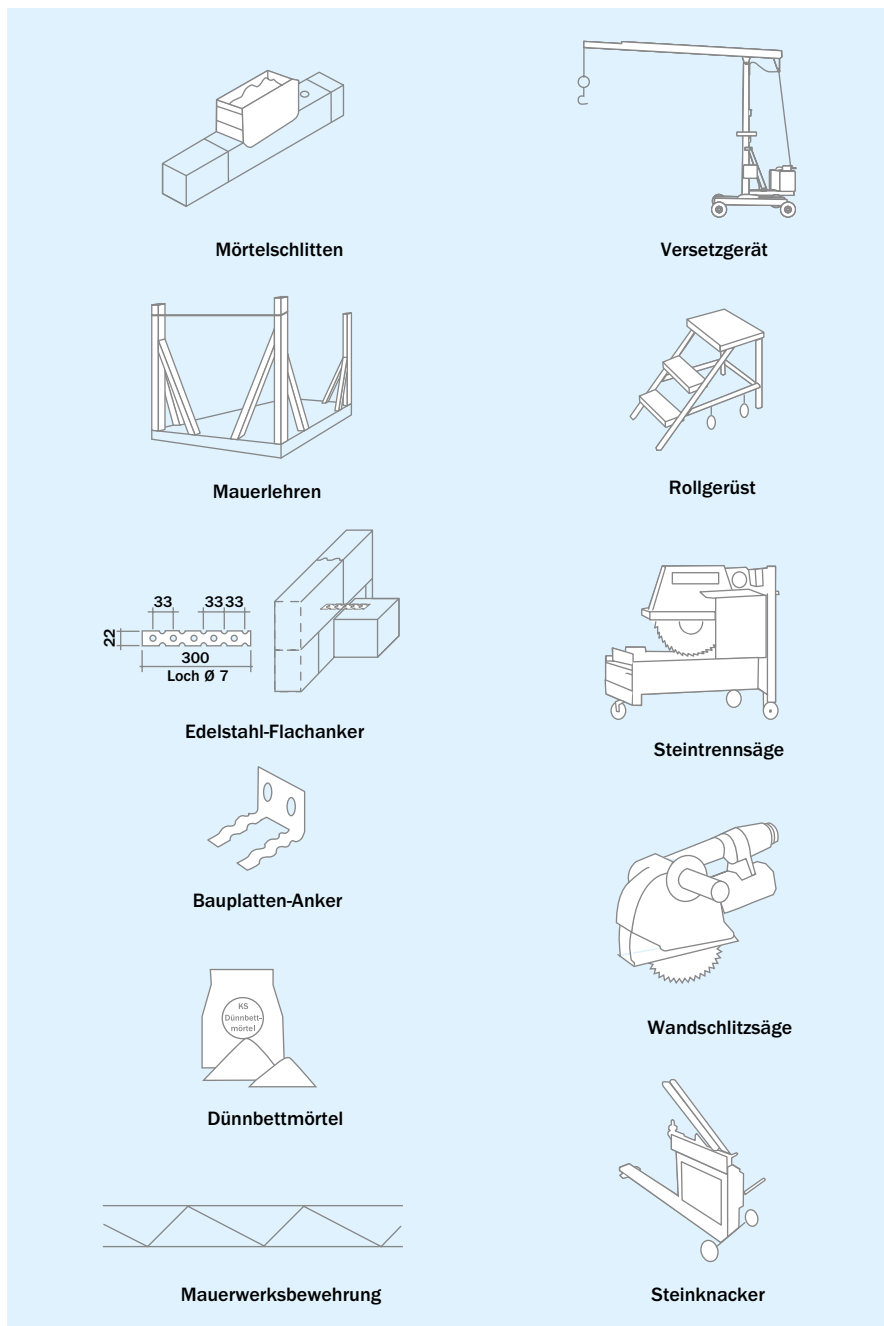 Mörtelschlitten
Versetzgerät
Mauerlehren
Rollgerüst
33 33 33
22
300
Loch Ø 7
Edelstahl-Flachanker
Steintrennsäge
Bauplatten-Anker
KS
Dünnbett-
mörtel
Wandschlitzsäge
Dünnbettmörtel
Mauerwerksbewehrung
Steinknacker